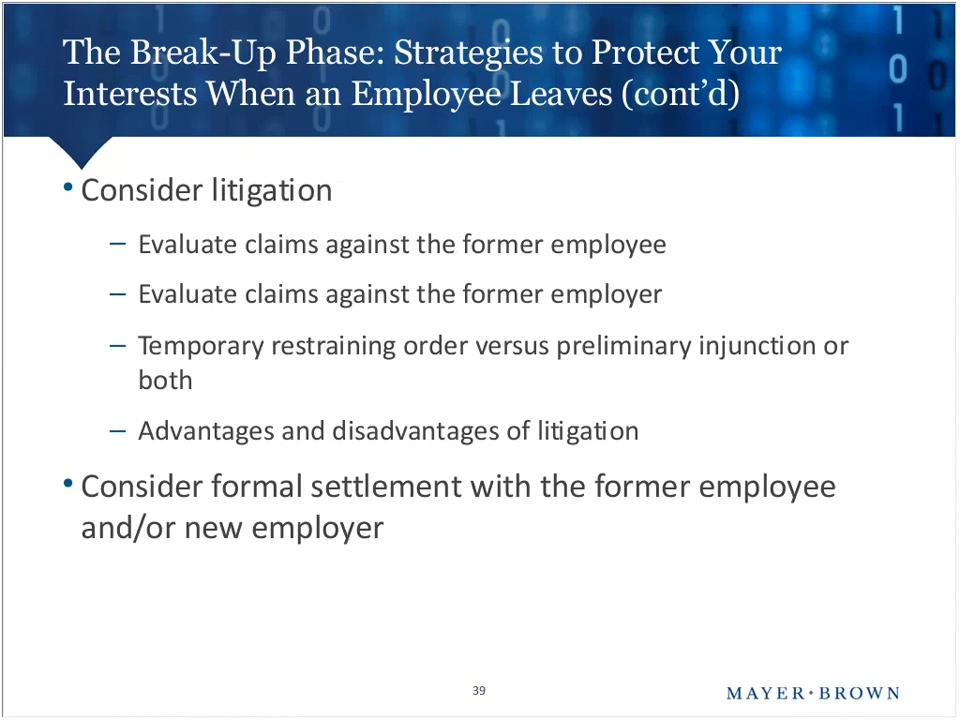 The Break-Up Phase: Strategies to Protect Your
Interests When an Employee Leaves (cont’d)
• Consider litigation
– Evaluate claims against the former employee
– Evaluate claims against the former employer
– Temporary restraining order versus preliminary injunction or
both
– Advantages and disadvantages of litigation
• Consider formal settlement with the former employee
and/or new employer
39
MAYER • BROWN